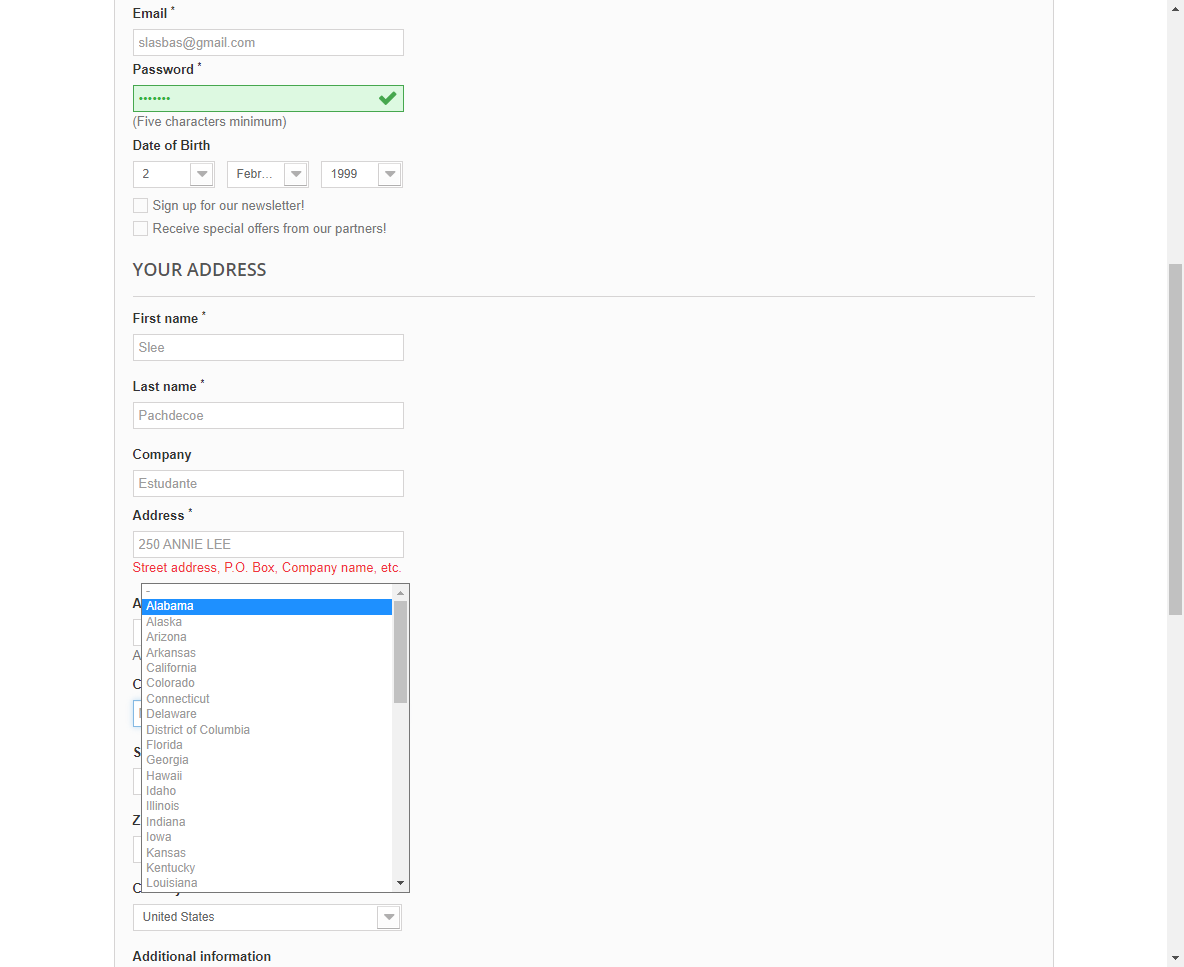 Email *
slasbas@gmail.com
Password *
•••••••
(Five characters minimum)
Date of Birth
2 Febr... 1999
Sign up for our newsletter!
Receive special offers from our partners!
YOUR ADDRESS
First name *
Slee
Last name *
Pachdecoe
Company
Estudante
Address *
250 ANNIE LEE
Street address, P.O. Box, Company name, etc.
-
Alabama
Alaska
Arizona
Arkansas
California
Colorado
Connecticut
Delaware
District of Columbia
Florida
Georgia
Hawaii
Idaho
Illinois
Indiana
Iowa
Kansas
Kentucky
Louisiana
United States
Additional information